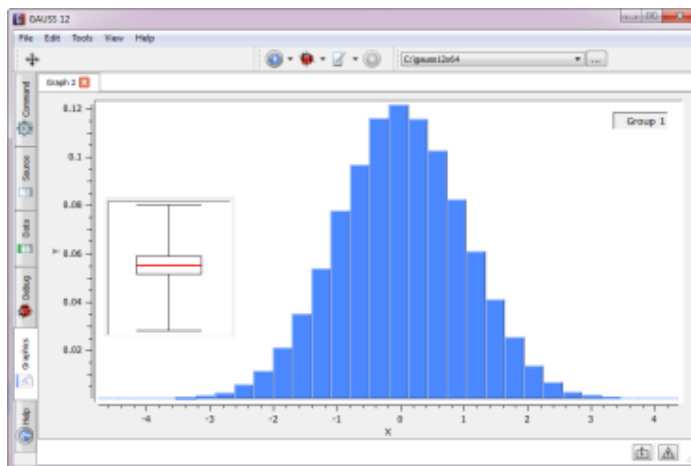 GAUSS 12
File Edit Tools View Help
C:\gauss12x64
...
Graph 2
Command
Source
Data
Debug
Graphics
Help
Group 1
0.12
0.1
0.08
0.06
0.04
0.02
Y
-4 -3 -2 -1 0 1 2 3 4
X